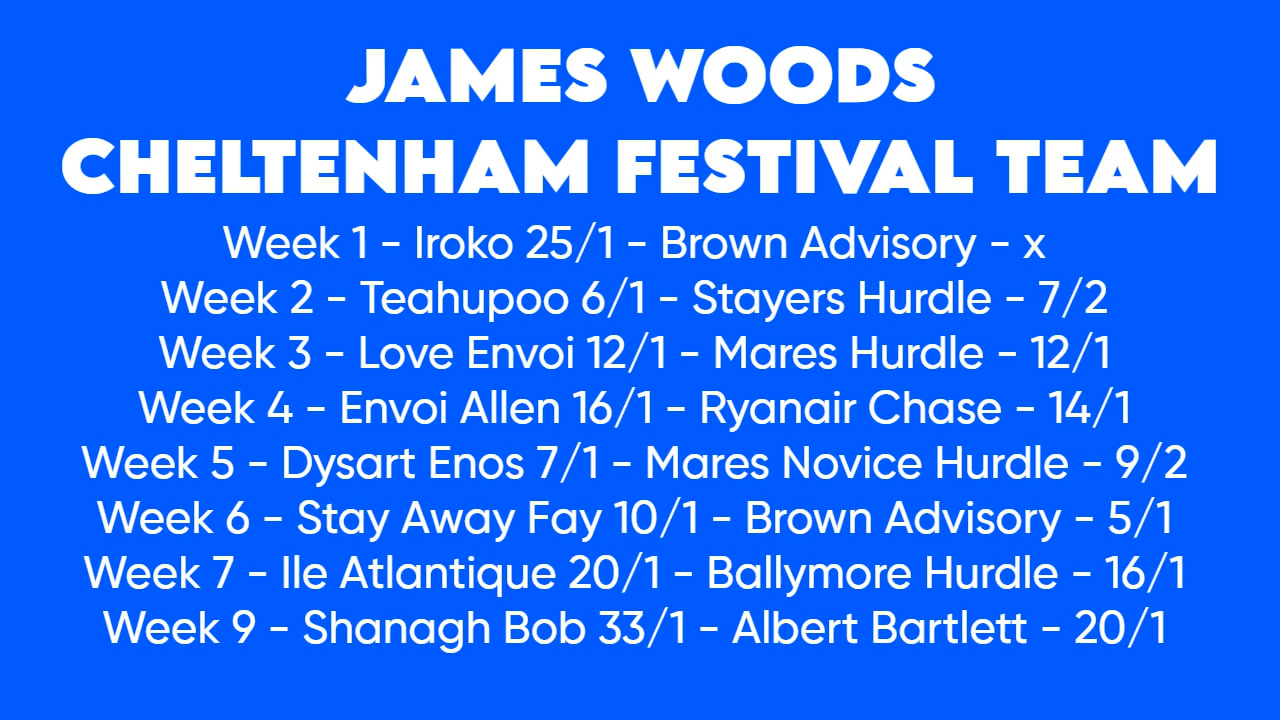 JAMES WOODS
CHELTENHAM FESTIVAL TEAM
Week 1 - Iroko 25/1 - Brown Advisory - x
Week 2 - Teahupoo 6/1 - Stayers Hurdle - 7/2
Week 3 - Love Envoi 12/1 - Mares Hurdle - 12/1
Week 4 - Envoi Allen 16/1 - Ryanair Chase - 14/1
Week 5 - Dysart Enos 7/1 - Mares Novice Hurdle - 9/2
Week 6 - Stay Away Fay 10/1 - Brown Advisory - 5/1
Week 7 - Ile Atlantique 20/1 - Ballymore Hurdle - 16/1
Week 9 - Shanagh Bob 33/1 - Albert Bartlett - 20/1